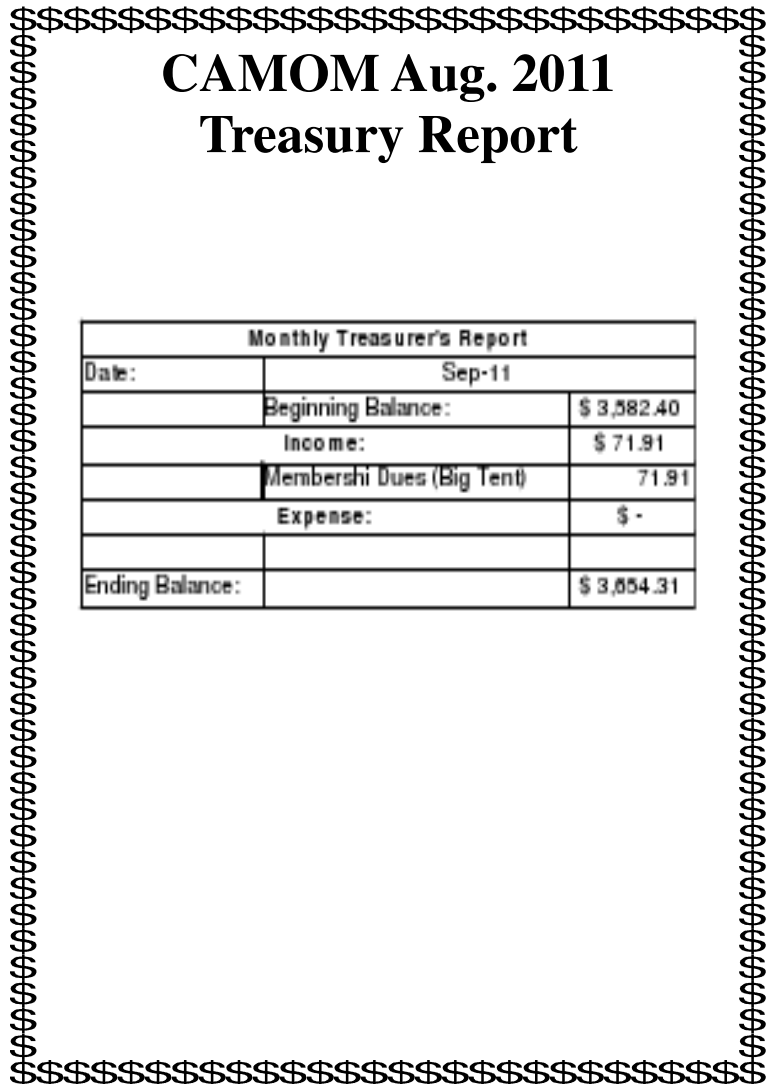 $$$$$$$$$$$$$$$$$$$$$$$$$$$$
CAMOM Aug. 2011
Treasury Report
Monthly Treasurer's Report
Date: Sep-11
Beginning Balance: $ 3,582.40
Income: $ 71.91
Membershi Dues (Big Tent) 71.91
Expense: $ -
Ending Balance: $ 3,654.31
$$$$$$$$$$$$$$$$$$$$$$$$$$$$